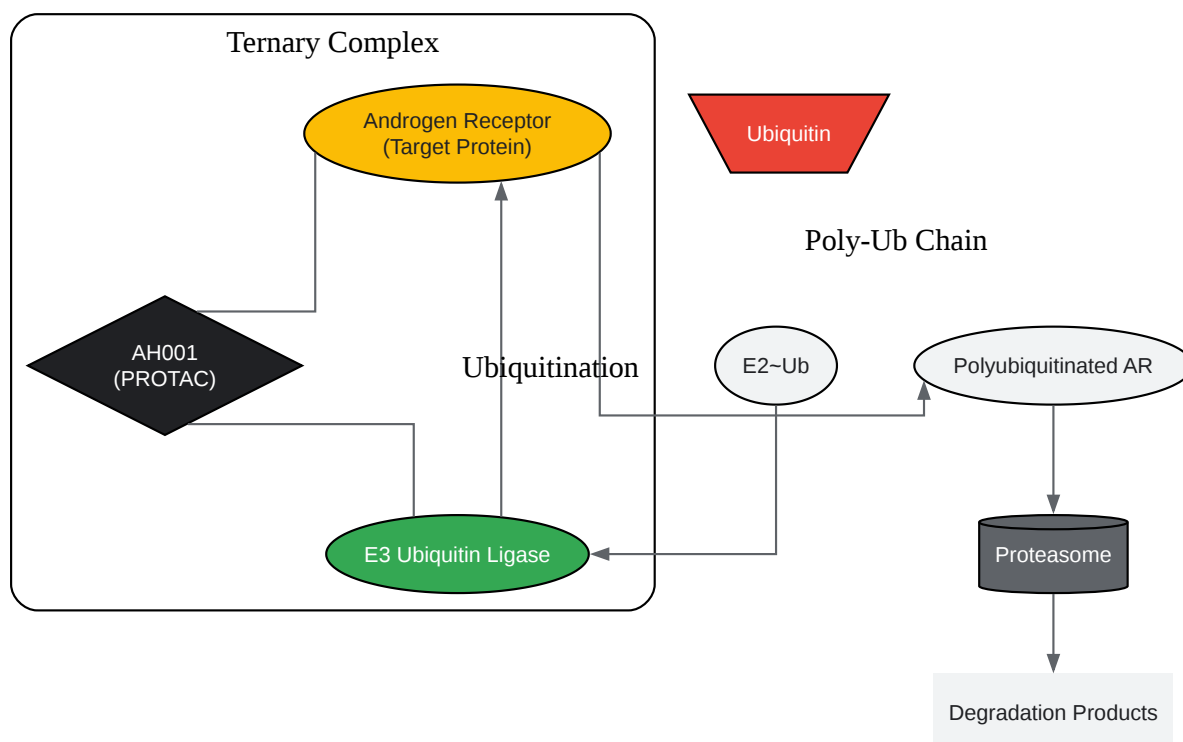 Ternary Complex
Androgen Receptor
(Target Protein)
Ubiquitin
Poly-Ub Chain
AH001
(PROTAC)
Ubiquitination
E2~Ub
Polyubiquitinated AR
E3 Ubiquitin Ligase
Proteasome
Degradation Products